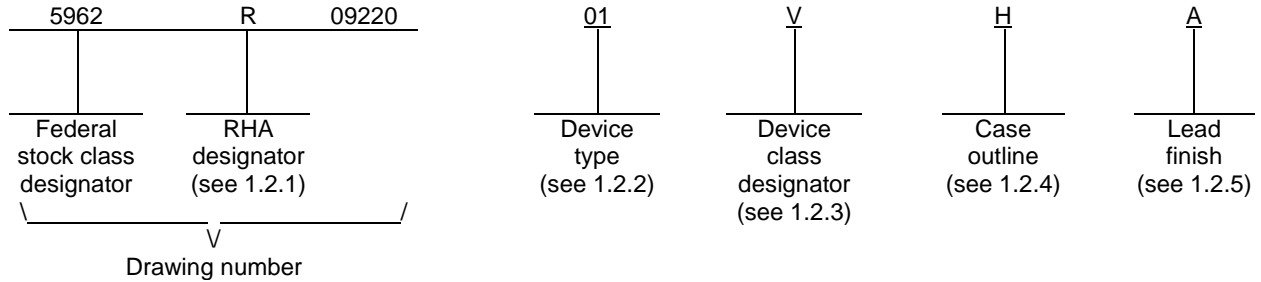 5962 R 09220 01 V H A
Federal stock class designator
RHA designator (see 1.2.1)
Device type (see 1.2.2)
Device class designator (see 1.2.3)
Case outline (see 1.2.4)
Lead finish (see 1.2.5)
\ /
\/
Drawing number